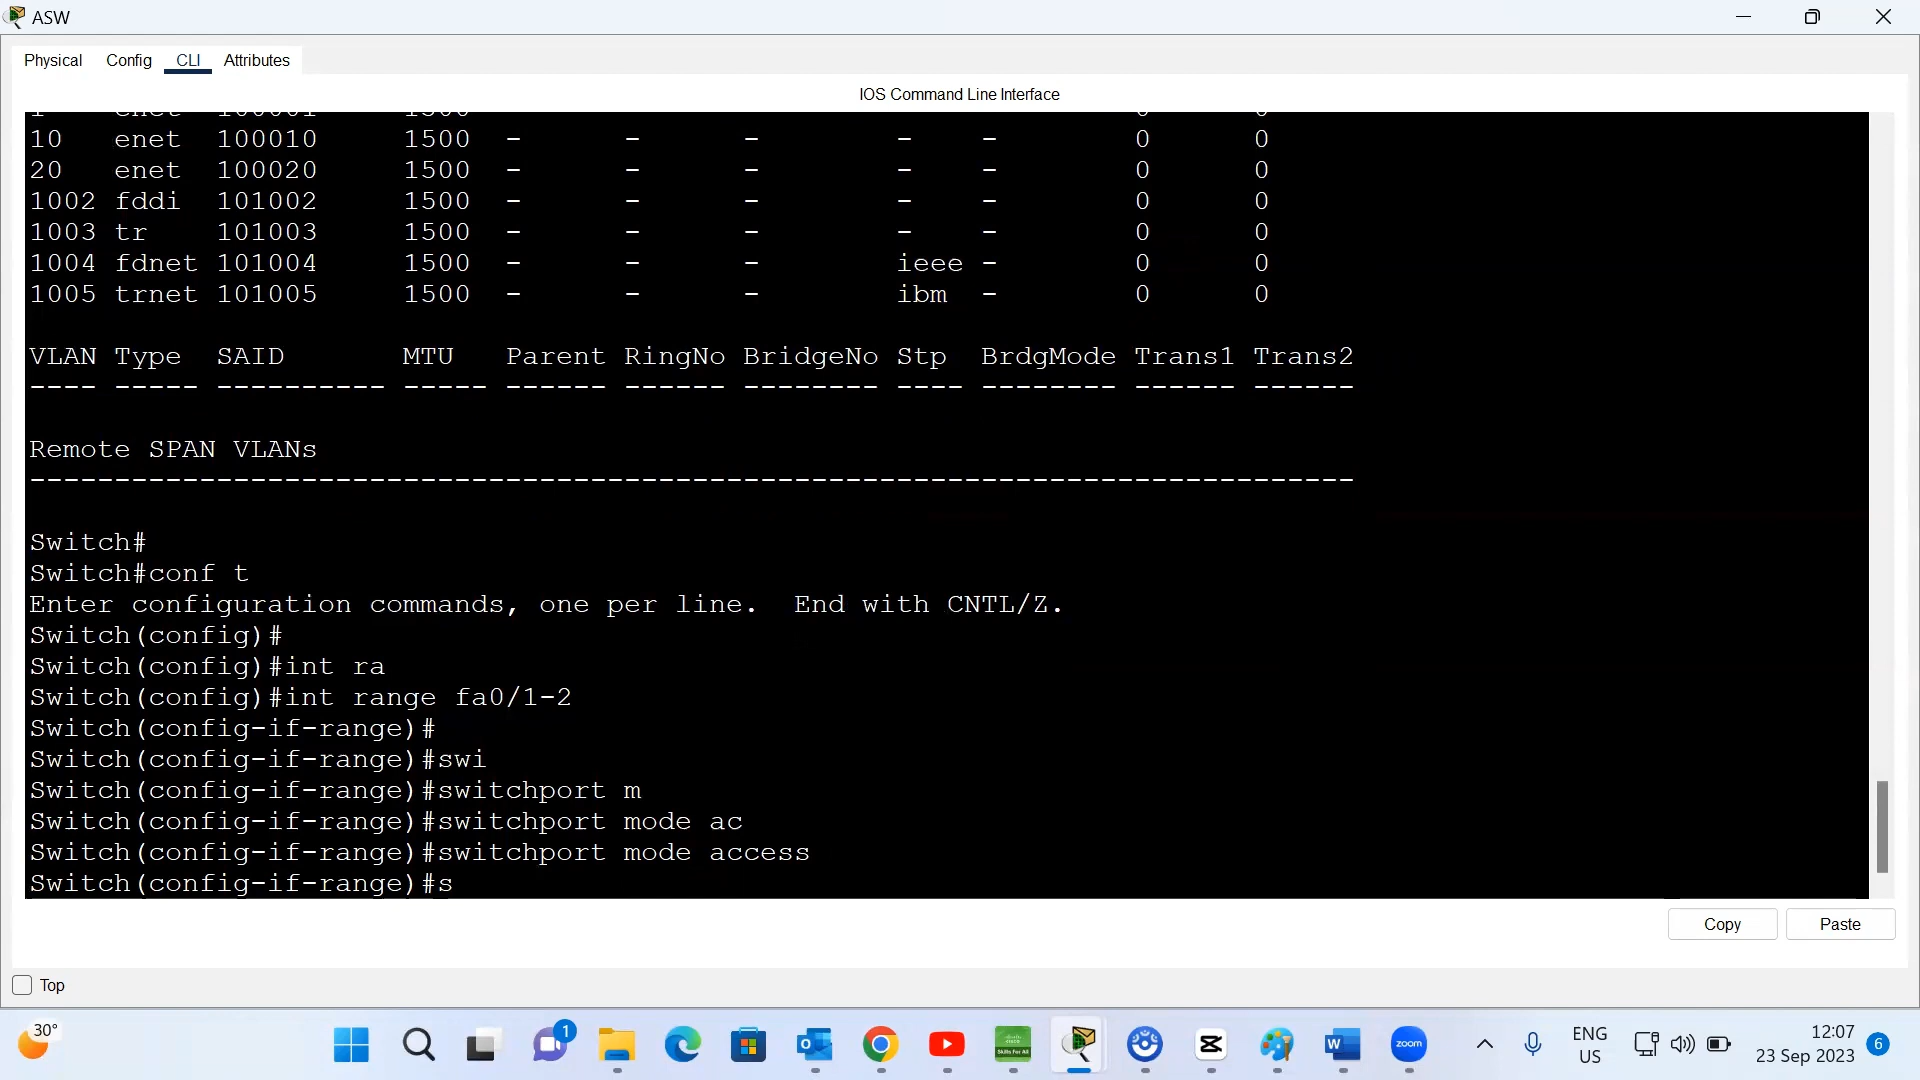 ASW
Physical Config CLI Attributes
IOS Command Line Interface
10 enet 100010 1500 - - - - - 0 0
20 enet 100020 1500 - - - - - 0 0
1002 fddi 101002 1500 - - - - - 0 0
1003 tr 101003 1500 - - - - - 0 0
1004 fdnet 101004 1500 - - - ieee - 0 0
1005 trnet 101005 1500 - - - ibm - 0 0
VLAN Type SAID MTU Parent RingNo BridgeNo Stp BrdgMode Trans1 Trans2
---- ----- ---------- ----- ------ ------ -------- ---- -------- ------ ------
Remote SPAN VLANs
------------------------------------------------------------------------------
Switch#
Switch#conf t
Enter configuration commands, one per line. End with CNTL/Z.
Switch(config)#
Switch(config)#int ra
Switch(config)#int range fa0/1-2
Switch(config-if-range)#
Switch(config-if-range)#swi
Switch(config-if-range)#switchport m
Switch(config-if-range)#switchport mode ac
Switch(config-if-range)#switchport mode access
Switch(config-if-range)#s
Copy Paste
Top
30°
1
zoom
ENG
US
12:07
23 Sep 2023
6